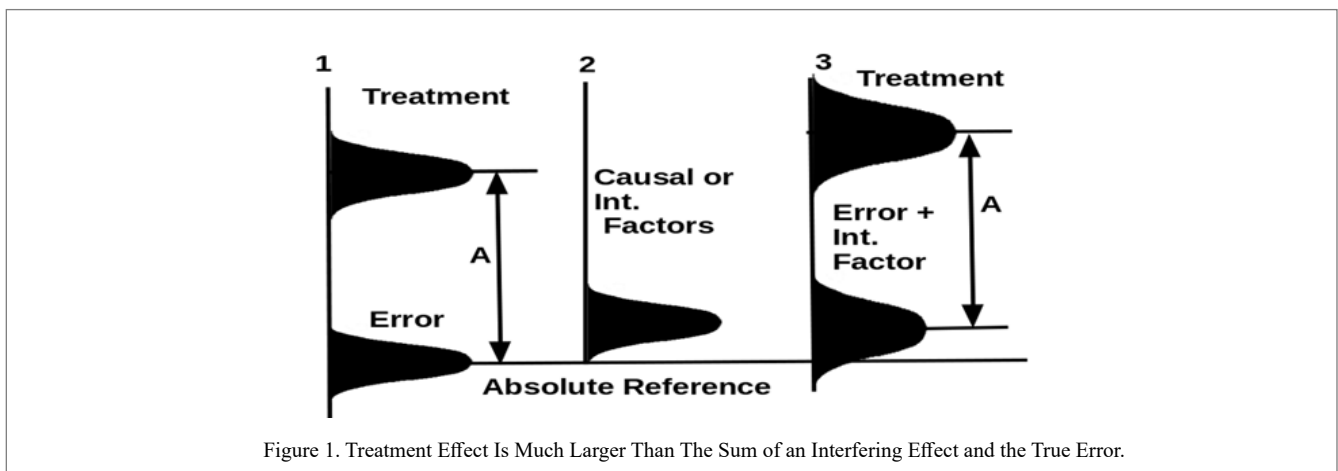 1
Treatment
A
Error
2
Causal or
Int.
Factors
3
Treatment
Error +
Int.
Factor
A
Absolute Reference
Figure 1. Treatment Effect Is Much Larger Than The Sum of an Interfering Effect and the True Error.